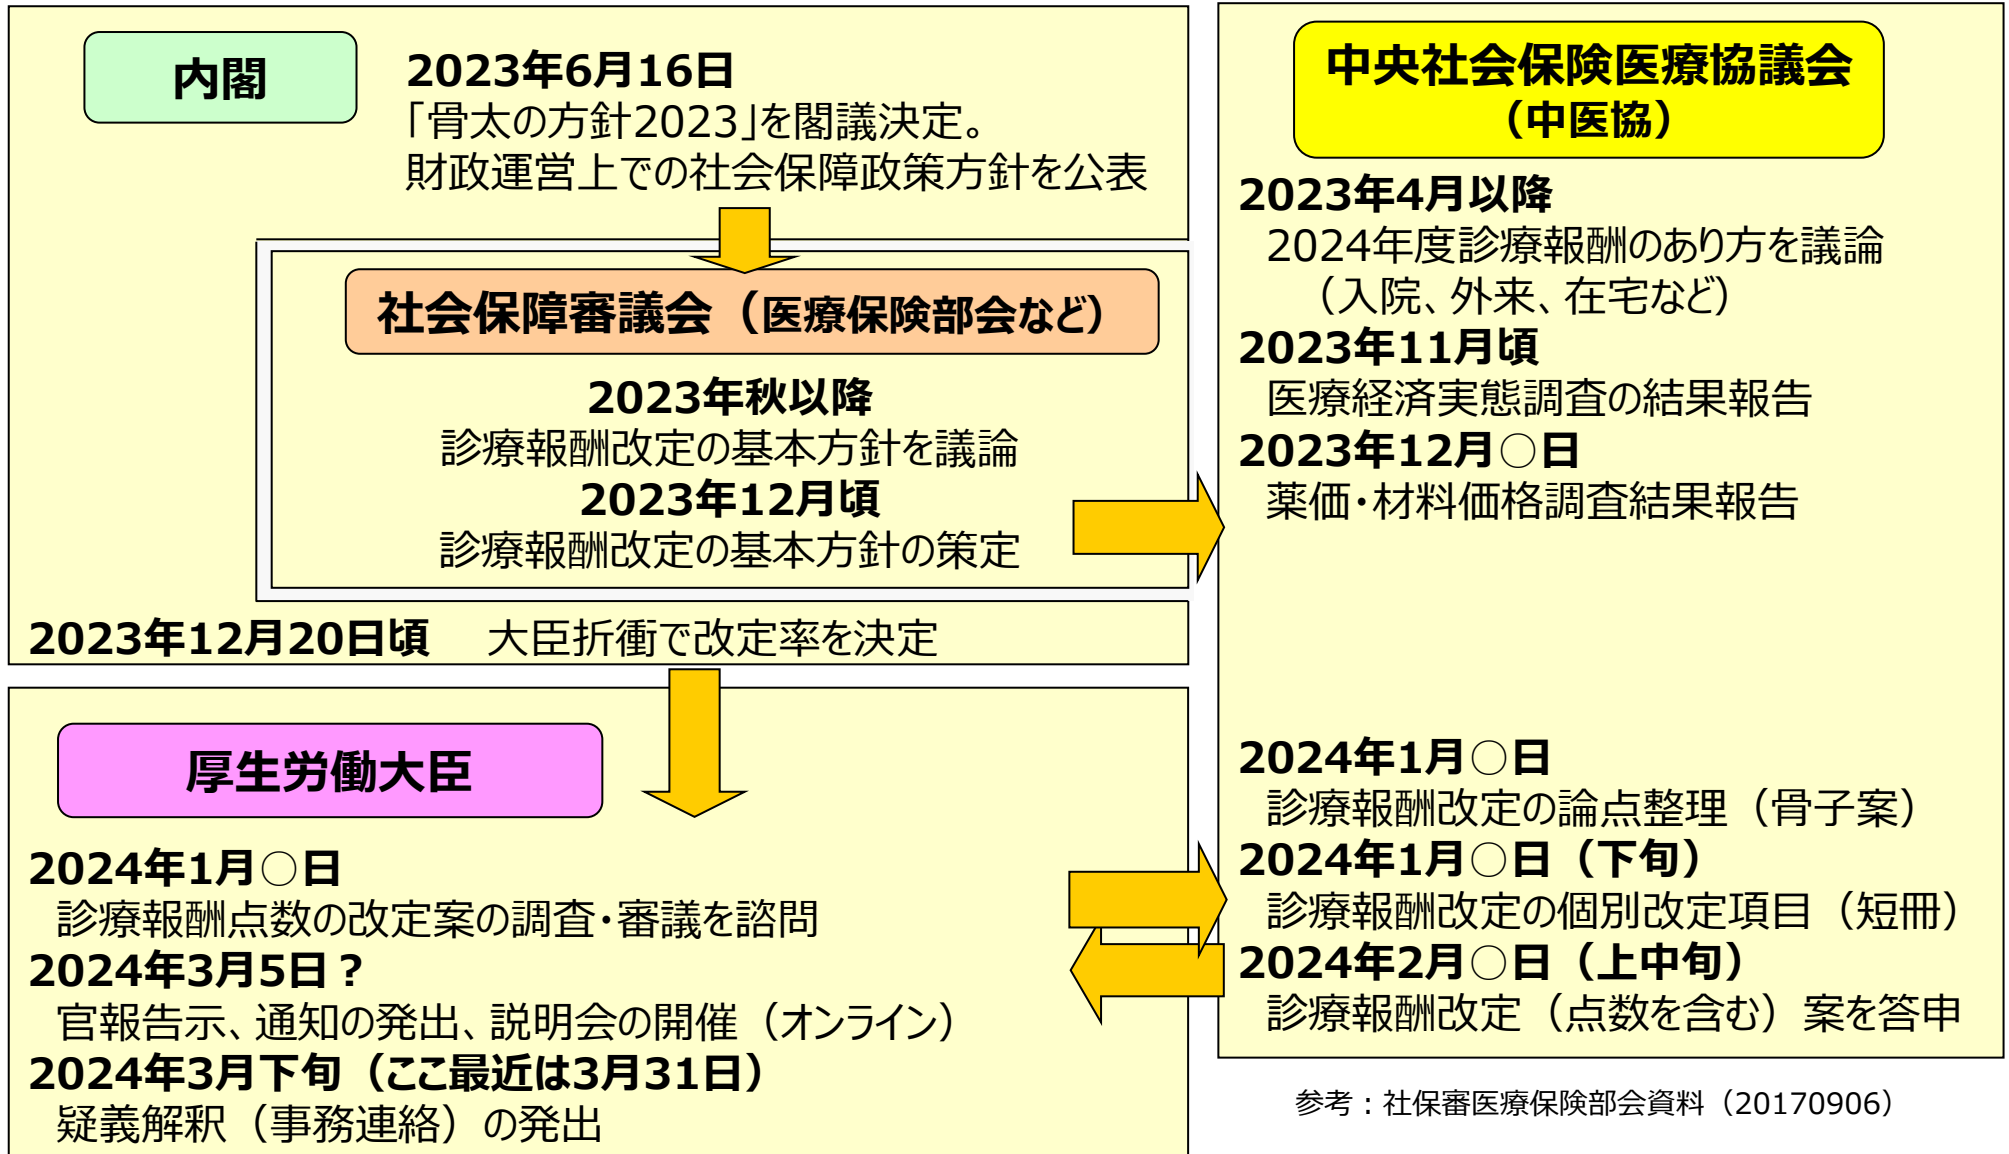 内閣
2023年6月16日
「骨太の方針2023」を閣議決定。
財政運営上での社会保障政策方針を公表
社会保障審議会（医療保険部会など）
2023年秋以降
診療報酬改定の基本方針を議論
2023年12月頃
診療報酬改定の基本方針の策定
2023年12月20日頃　大臣折衝で改定率を決定
厚生労働大臣
2024年1月○日
診療報酬点数の改定案の調査・審議を諮問
2024年3月5日？
官報告示、通知の発出、説明会の開催（オンライン）
2024年3月下旬（ここ最近は3月31日）
疑義解釈（事務連絡）の発出
中央社会保険医療協議会
（中医協）
2023年4月以降
2024年度診療報酬のあり方を議論
（入院、外来、在宅など）
2023年11月頃
医療経済実態調査の結果報告
2023年12月○日
薬価・材料価格調査結果報告
2024年1月○日
診療報酬改定の論点整理（骨子案）
2024年1月○日（下旬）
診療報酬改定の個別改定項目（短冊）
2024年2月○日（上中旬）
診療報酬改定（点数を含む）案を答申
参考：社保審医療保険部会資料（20170906）